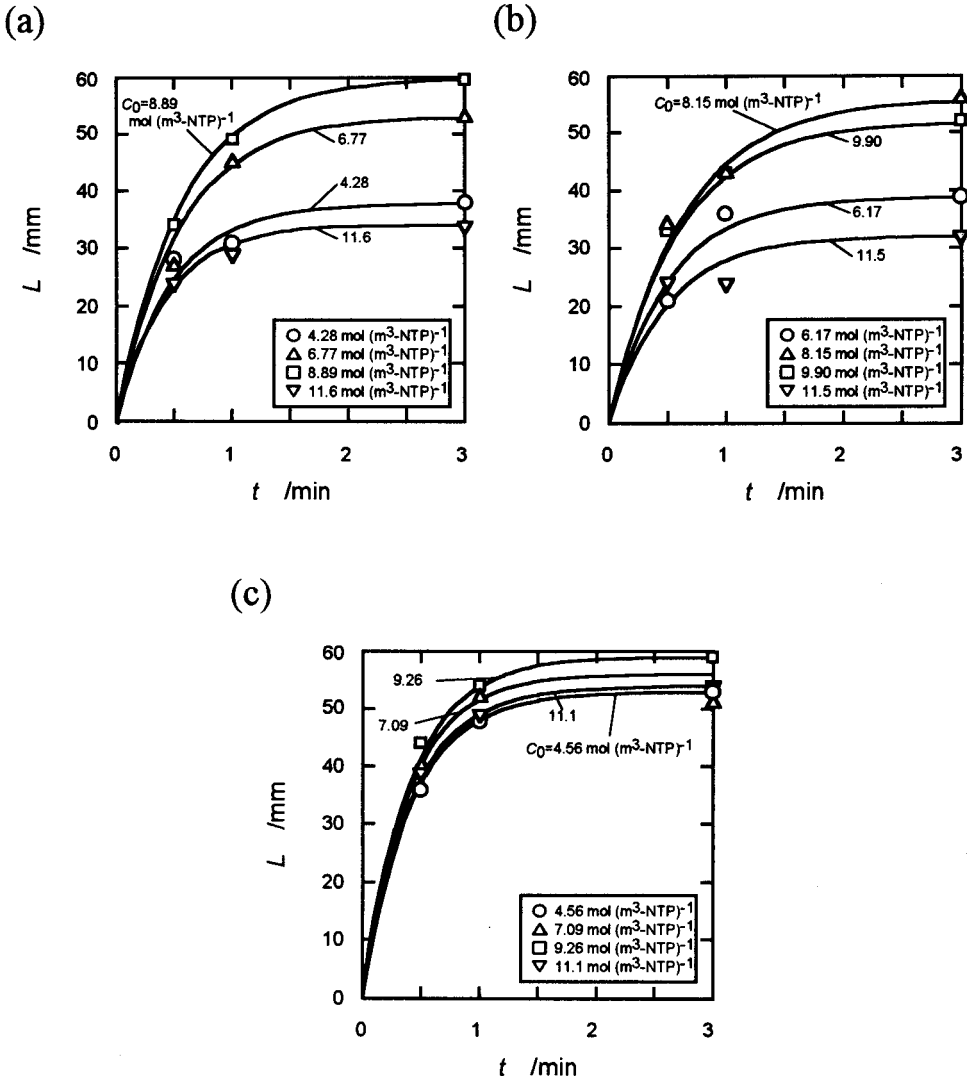 (a)
60
50
40
30
20
10
0
L /mm
C0=8.89
mol (m³-NTP)⁻¹
6.77
4.28
11.6
4.28 mol (m³-NTP)⁻¹
6.77 mol (m³-NTP)⁻¹
8.89 mol (m³-NTP)⁻¹
11.6 mol (m³-NTP)⁻¹
0 1 2 3
t /min
(b)
60
50
40
30
20
10
0
L /mm
C0=8.15 mol (m³-NTP)⁻¹
9.90
6.17
11.5
6.17 mol (m³-NTP)⁻¹
8.15 mol (m³-NTP)⁻¹
9.90 mol (m³-NTP)⁻¹
11.5 mol (m³-NTP)⁻¹
0 1 2 3
t /min
(c)
60
50
40
30
20
10
0
L /mm
9.26
7.09
11.1
C0=4.56 mol (m³-NTP)⁻¹
4.56 mol (m³-NTP)⁻¹
7.09 mol (m³-NTP)⁻¹
9.26 mol (m³-NTP)⁻¹
11.1 mol (m³-NTP)⁻¹
0 1 2 3
t /min